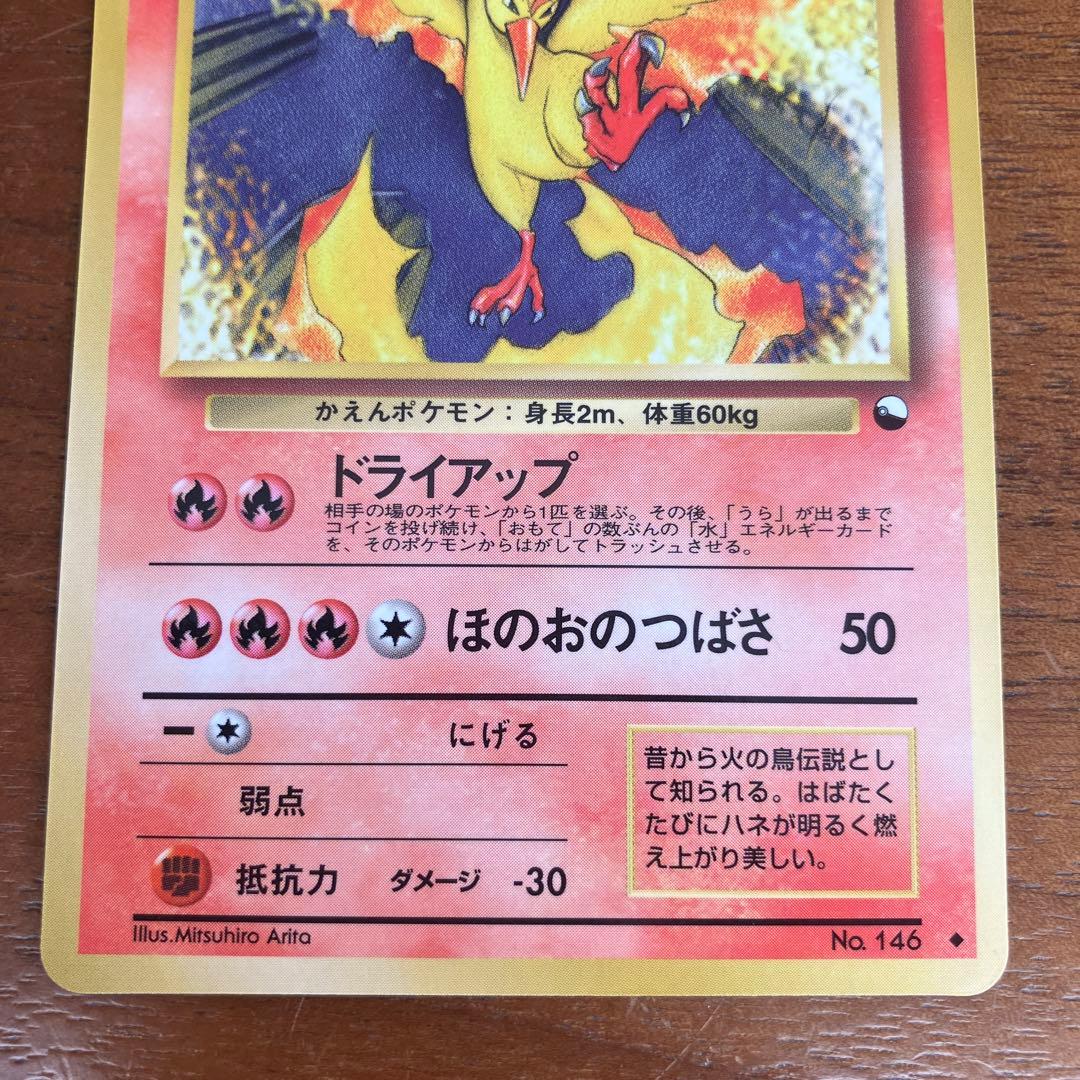 かえんポケモン：身長2m、体重60kg
ドライアップ
相手の場のポケモンから1匹を選ぶ。その後、「うら」が出るまで
コインを投げ続け、「おもて」の数ぶんの「水」エネルギーカード
を、そのポケモンからはがしてトラッシュさせる。
ほのおのつばさ 50
にげる
弱点
抵抗力 ダメージ -30
昔から火の鳥伝説とし
て知られる。はばたく
たびにハネが明るく燃
え上がり美しい。
Illus.Mitsuhiro Arita
No. 146 ◆